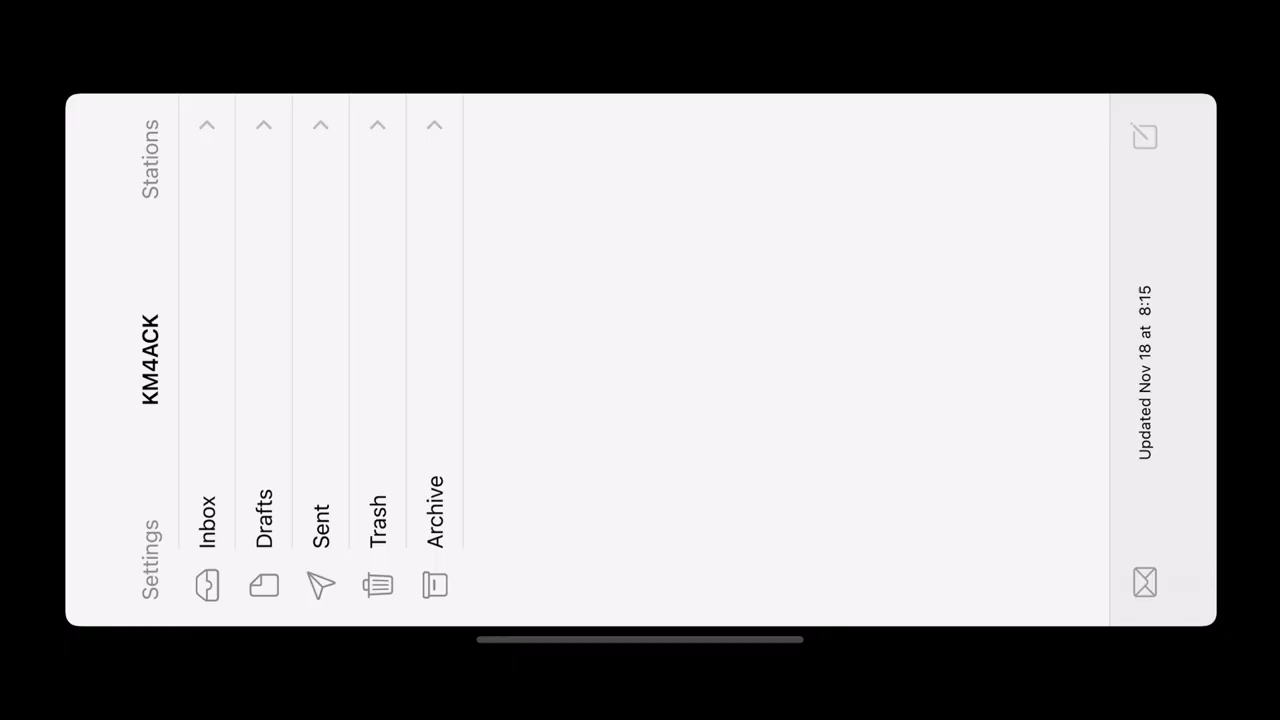 Settings KM4ACK Stations
Inbox
Drafts
Sent
Trash
Archive
Updated Nov 18 at 8:15